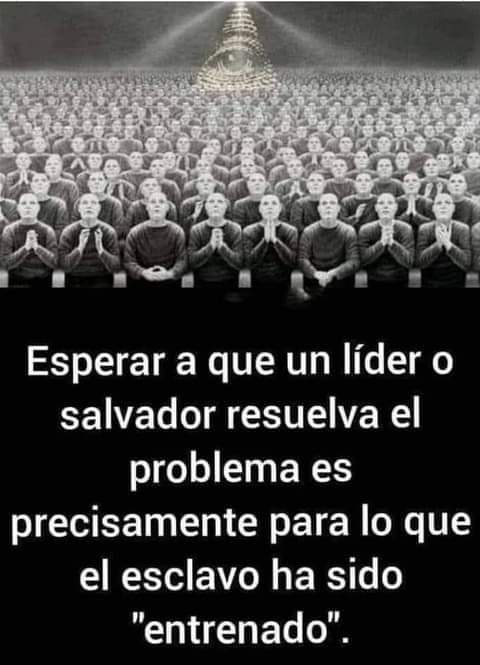 Esperar a que un líder o
salvador resuelva el
problema es
precisamente para lo que
el esclavo ha sido
"entrenado".